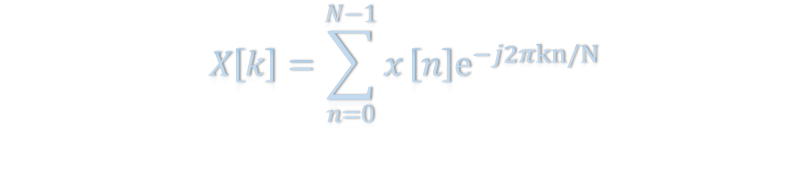 X[k] = ∑_{n=0}^{N−1} x [n]e^{−j2πkn/N}